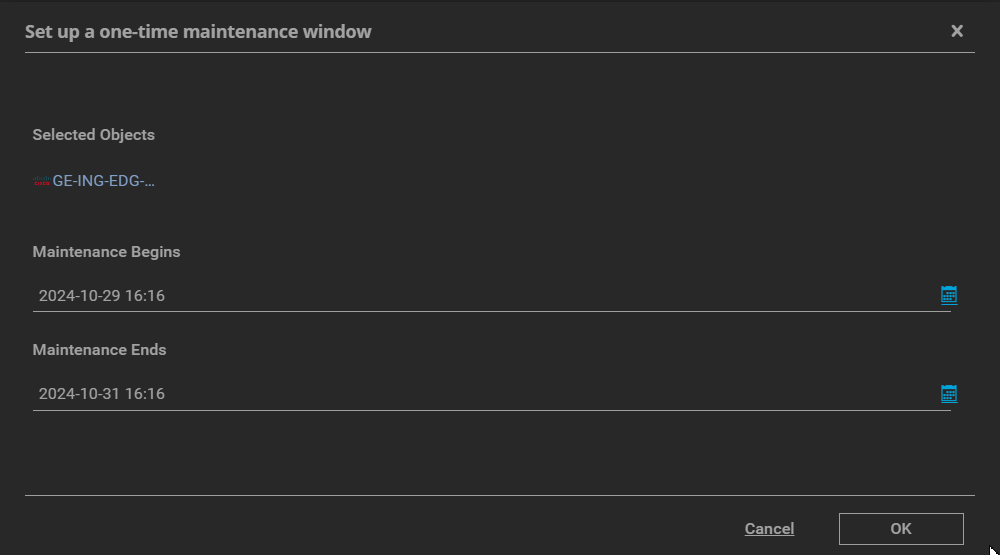 Set up a one-time maintenance window
Selected Objects
GE-ING-EDG-...
Maintenance Begins
2024-10-29 16:16
Maintenance Ends
2024-10-31 16:16
Cancel
OK